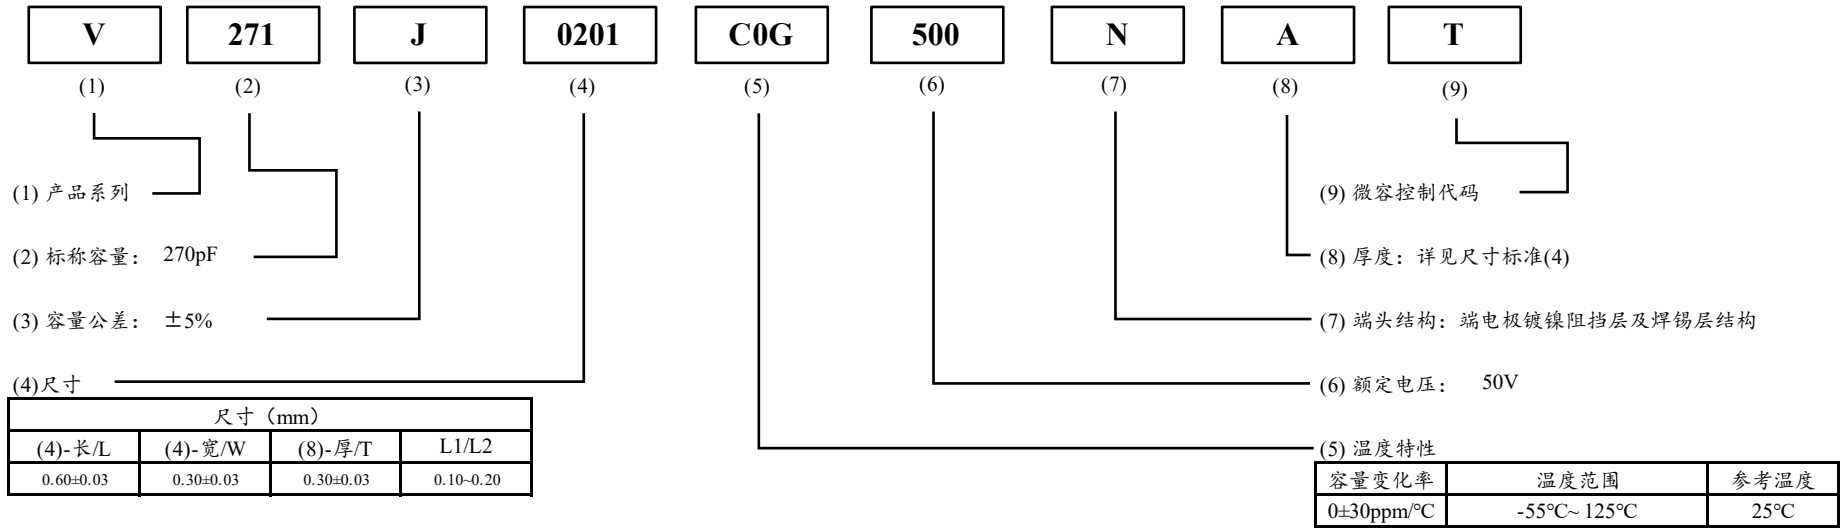 V 271 J 0201 C0G 500 N A T
(1) (2) (3) (4) (5) (6) (7) (8) (9)
(1) 产品系列
(9) 微容控制代码
(2) 标称容量： 270pF
(8) 厚度：详见尺寸标准(4)
(3) 容量公差： ±5%
(7) 端头结构：端电极镀镍阻挡层及焊锡层结构
(4)尺寸
(6) 额定电压： 50V
尺寸（mm）
(4)-长/L (4)-宽/W (8)-厚/T L1/L2
0.60±0.03 0.30±0.03 0.30±0.03 0.10~0.20
(5) 温度特性
容量变化率 温度范围 参考温度
0±30ppm/°C -55°C~ 125°C 25°C